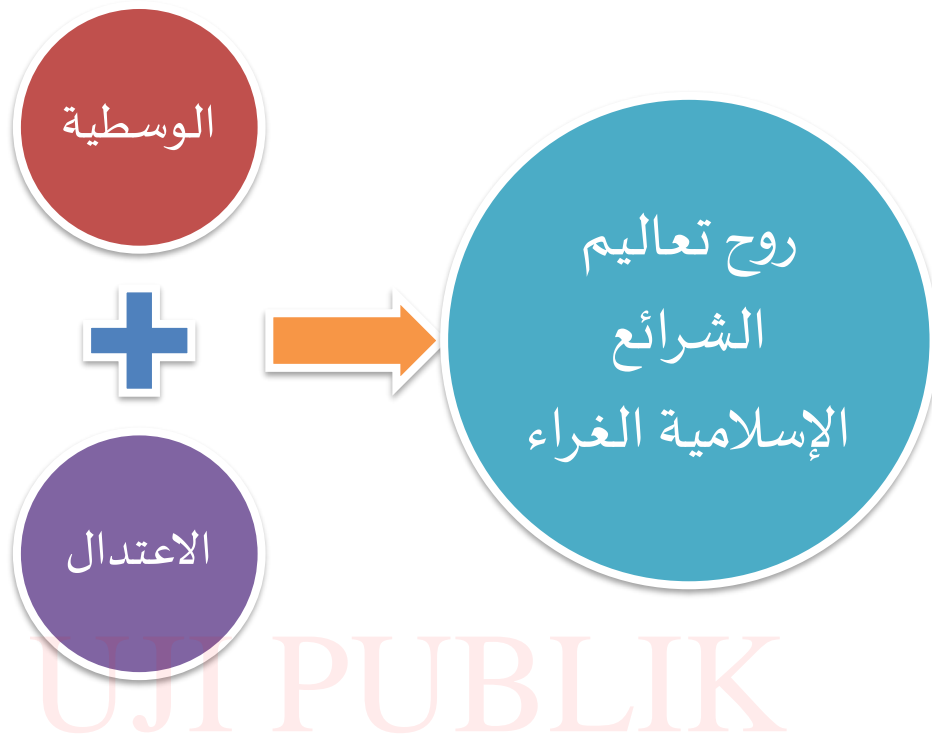 الوسطية
الاعتدال
روح تعاليم
الشرائع
الإسلامية الغراء
UJI PUBLIK